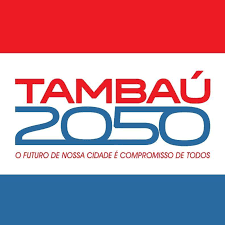 TAMBAÚ
2050
O FUTURO DE NOSSA CIDADE É COMPROMISSO DE TODOS